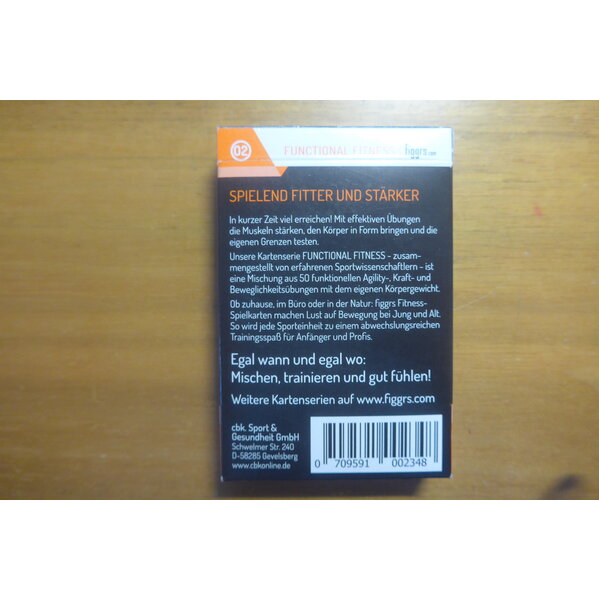 02 FUNCTIONAL FITNESS figgrs.com
SPIELEND FITTER UND STÄRKER
In kurzer Zeit viel erreichen! Mit effektiven Übungen
die Muskeln stärken, den Körper in Form bringen und die
eigenen Grenzen testen.
Unsere Kartenserie FUNCTIONAL FITNESS - zusam-
mengestellt von erfahrenen Sportwissenschaftlern - ist
eine Mischung aus 50 funktionellen Agility-, Kraft- und
Beweglichkeitsübungen mit dem eigenen Körpergewicht.
Ob zuhause, im Büro oder in der Natur: figgrs Fitness-
Spielkarten machen Lust auf Bewegung bei Jung und Alt.
So wird jede Sporteinheit zu einem abwechslungsreichen
Trainingsspaß für Anfänger und Profis.
Egal wann und egal wo:
Mischen, trainieren und gut fühlen!
Weitere Kartenserien auf www.figgrs.com
cbk. Sport &
Gesundheit GmbH
Schwelmer Str. 240
D-58285 Gevelsberg
www.cbkonline.de
0 709591 002348